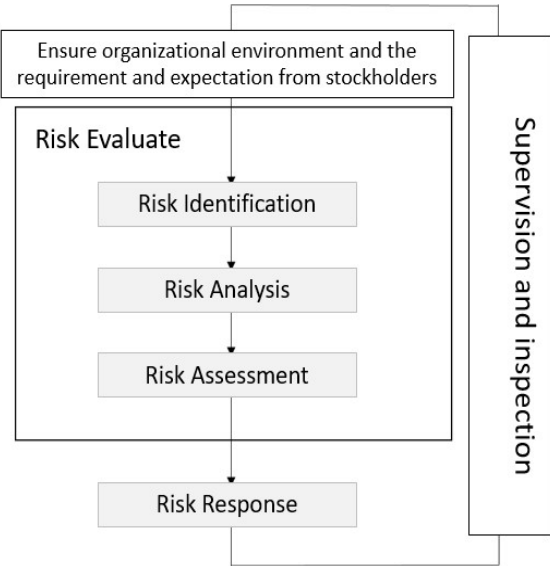 Ensure organizational environment and the
requirement and expectation from stockholders
Risk Evaluate
Risk Identification
Risk Analysis
Risk Assessment
Risk Response
Supervision and inspection